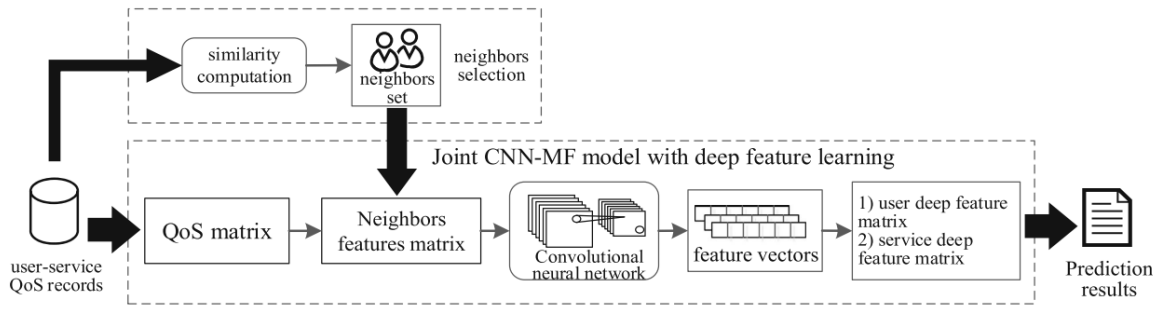 similarity
computation
neighbors
set
neighbors
selection
Joint CNN-MF model with deep feature learning
user-service
QoS records
QoS matrix
Neighbors
features matrix
Convolutional
neural network
feature vectors
1) user deep feature
matrix
2) service deep
feature matrix
Prediction
results